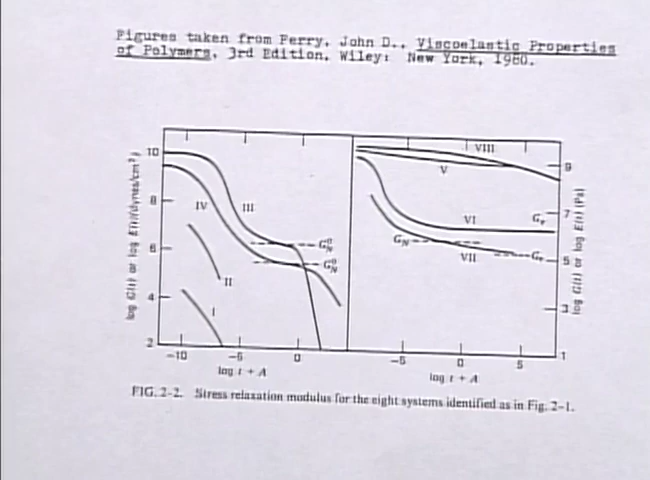 Figures taken from Ferry, John D., Viscoelastic Properties
of Polymers, 3rd Edition, Wiley: New York, 1980.
log G(t) or log E(t)(dynes/cm²)
10
8
6
4
2
IV
III
II
I
G_N^0
G_N^0
-10
-5
0
log t + A
VIII
V
VI
G_e
G_N
VII
G_e
9
7
5
3
1
log G(t) or log E(t) (Pa)
-5
0
5
log t + A
FIG. 2-2. Stress relaxation modulus for the eight systems identified as in Fig. 2-1.